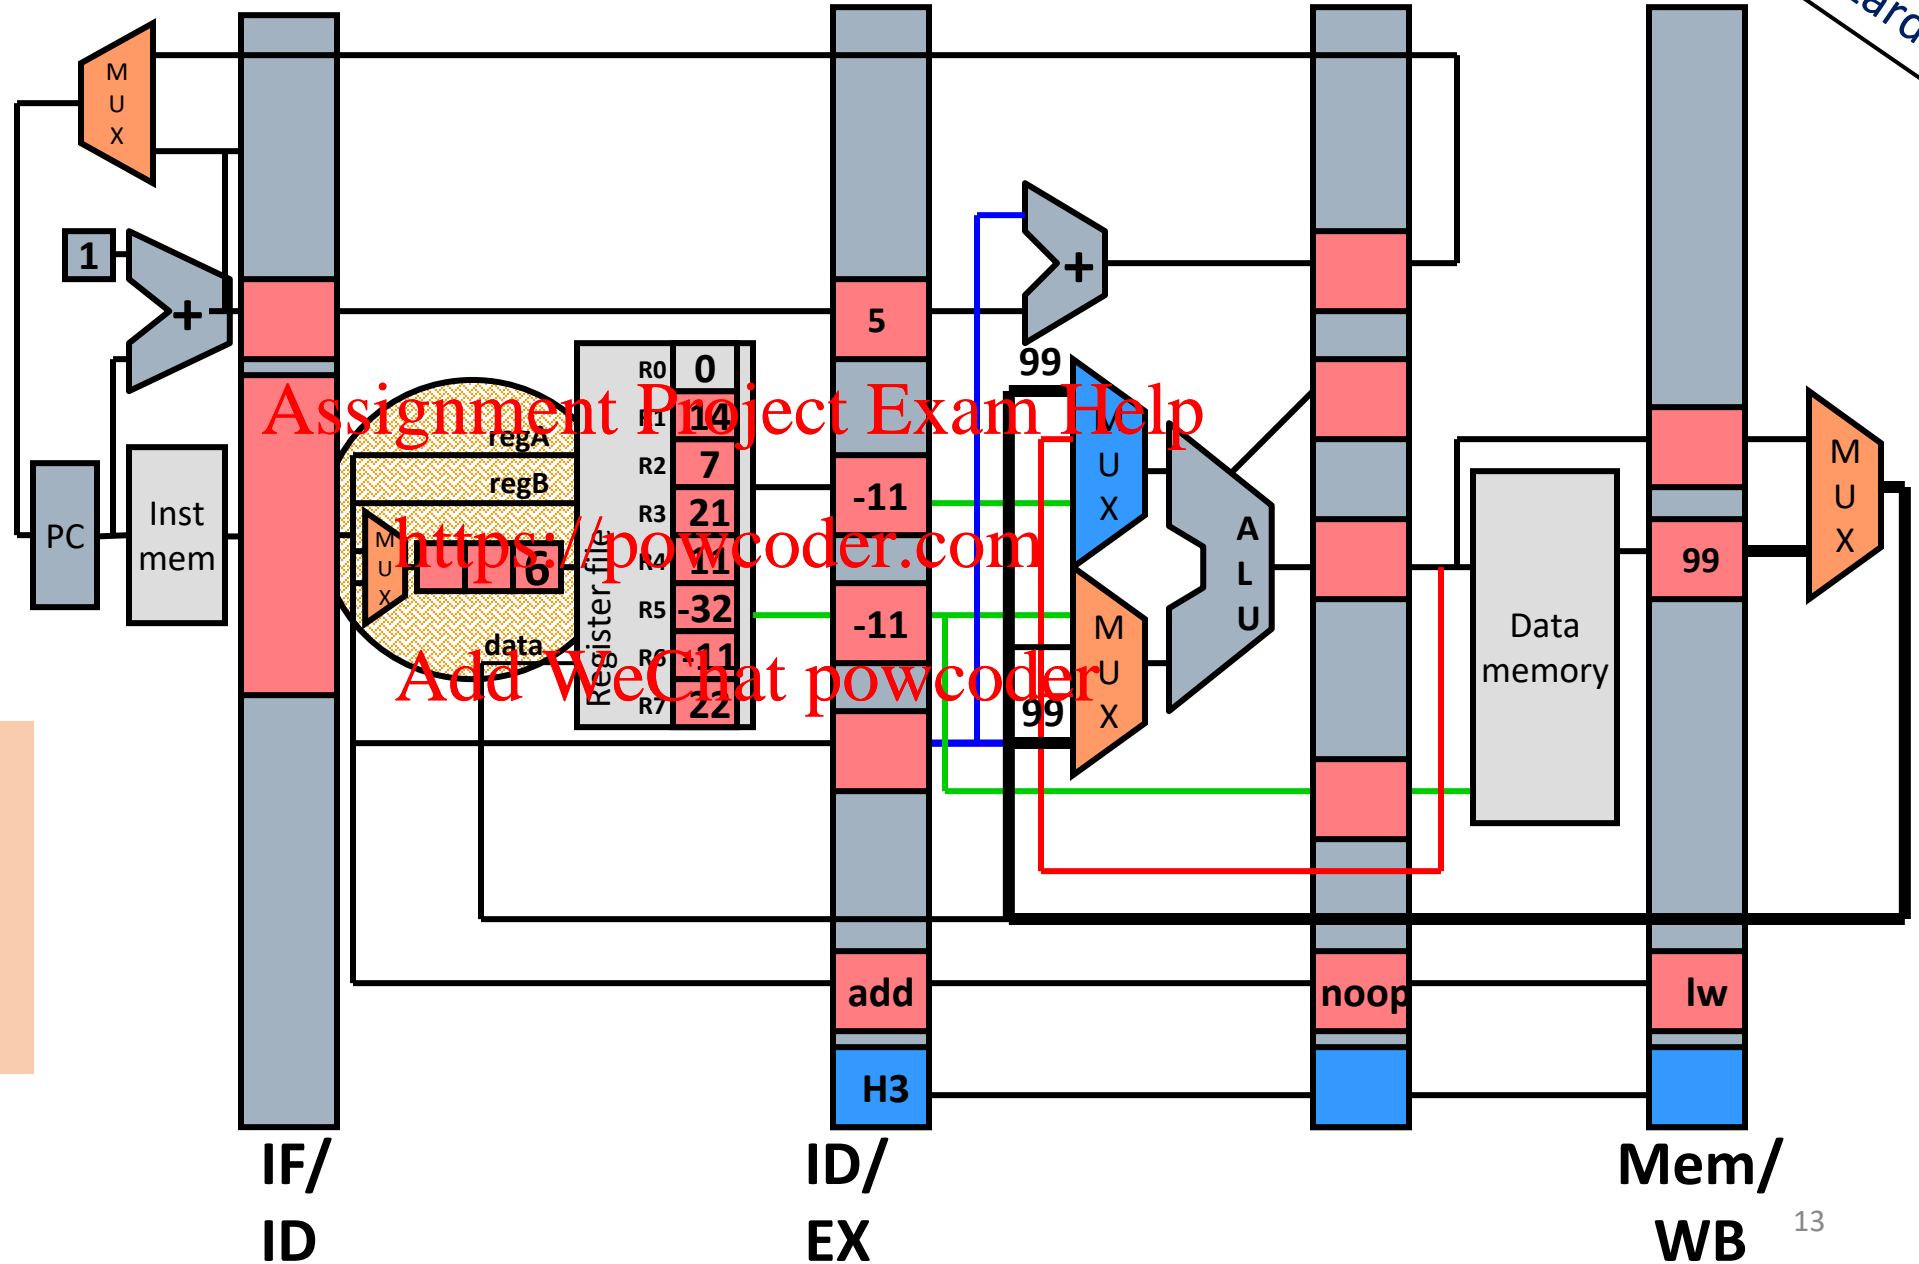 ard
M
U
X
1
+
+
5
R0 0
99
Assignment Project Exam Help
R1 14
regA
M
U
X
R2 7
regB
-11
R3 21
PC
Inst
mem
M
U
X
6
https://powcoder.com
R4 11
A
L
U
99
M
U
X
Register file
R5 -32
-11
M
U
X
data
R6 -11
Add WeChat powcoder
R7 22
99
Data
memory
add
noop
lw
H3
IF/
ID
ID/
EX
Mem/
WB
13